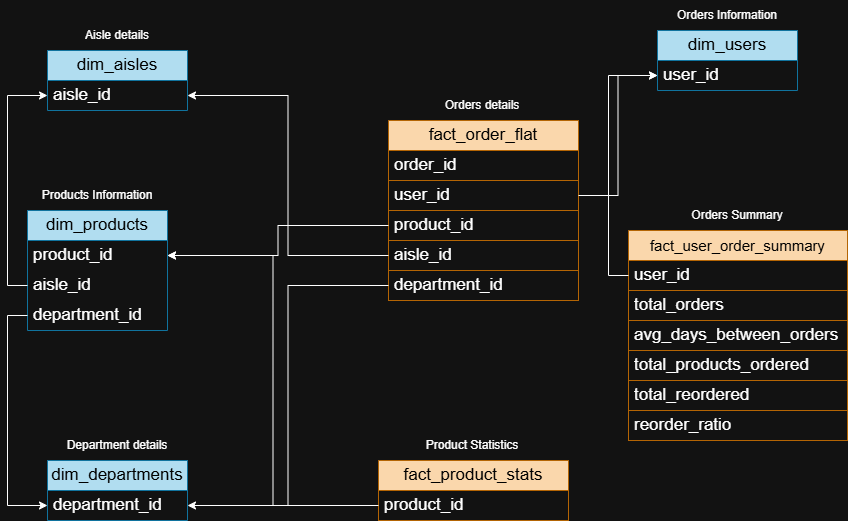 Aisle details
dim_aisles
aisle_id
Products Information
dim_products
product_id
aisle_id
department_id
Department details
dim_departments
department_id
Orders details
fact_order_flat
order_id
user_id
product_id
aisle_id
department_id
Product Statistics
fact_product_stats
product_id
Orders Information
dim_users
user_id
Orders Summary
fact_user_order_summary
user_id
total_orders
avg_days_between_orders
total_products_ordered
total_reordered
reorder_ratio